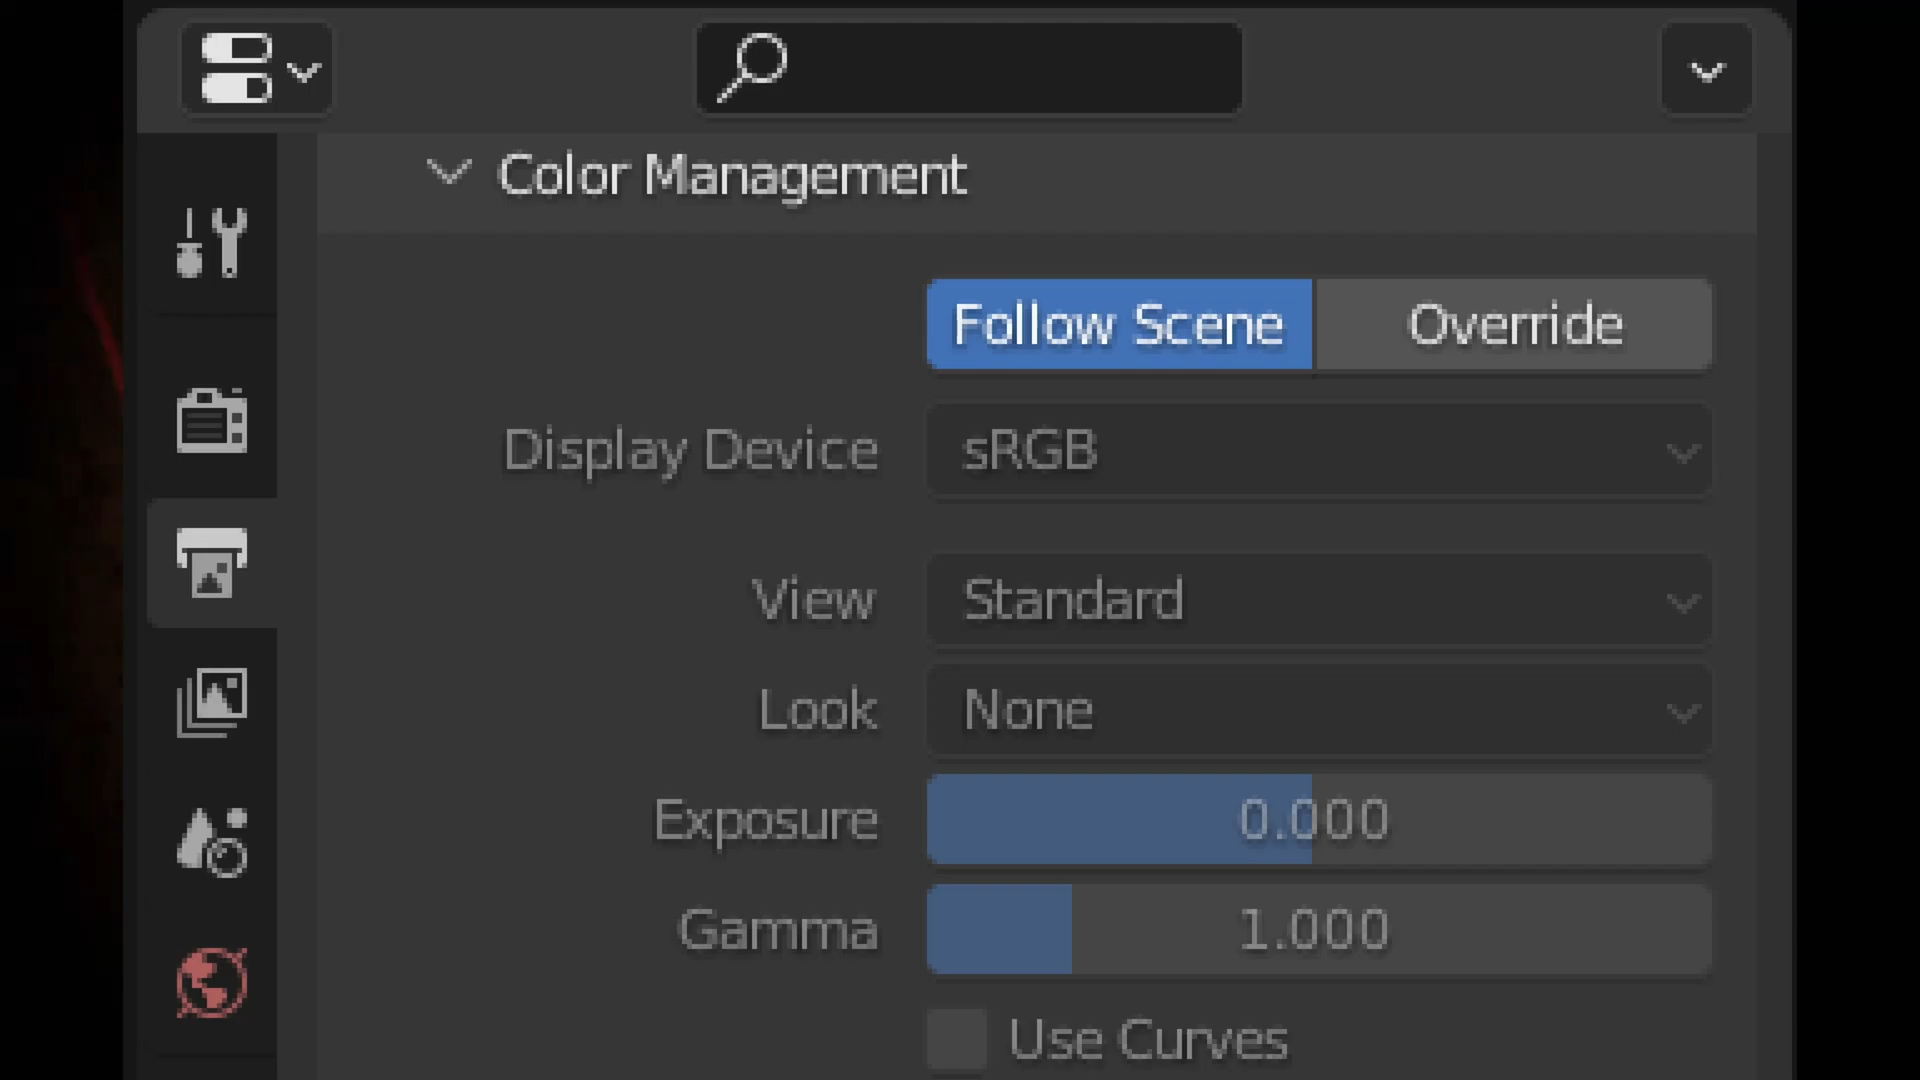 Color Management
Follow Scene Override
Display Device sRGB
View Standard
Look None
Exposure 0.000
Gamma 1.000
Use Curves